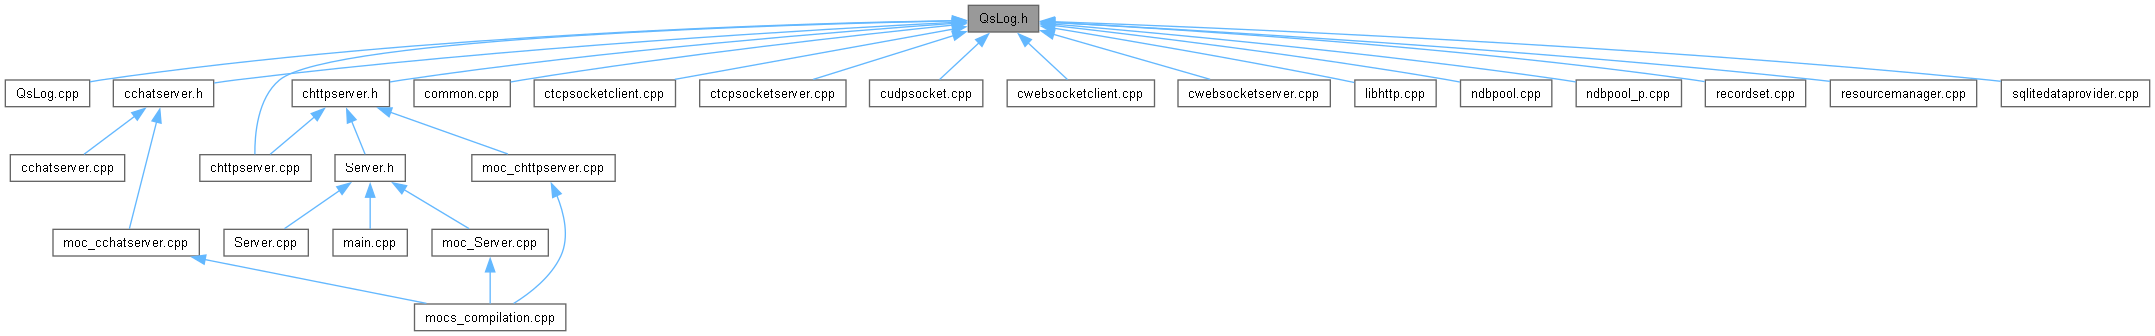 QsLog.h
QsLog.cpp
cchatserver.h
chttpserver.h
common.cpp
ctcpsocketclient.cpp
ctcpsocketserver.cpp
cudpsocket.cpp
cwebsocketclient.cpp
cwebsocketserver.cpp
libhttp.cpp
ndbpool.cpp
ndbpool_p.cpp
recordset.cpp
resourcemanager.cpp
sqlitedataprovider.cpp
cchatserver.cpp
chttpserver.cpp
Server.h
moc_chttpserver.cpp
moc_cchatserver.cpp
Server.cpp
main.cpp
moc_Server.cpp
mocs_compilation.cpp